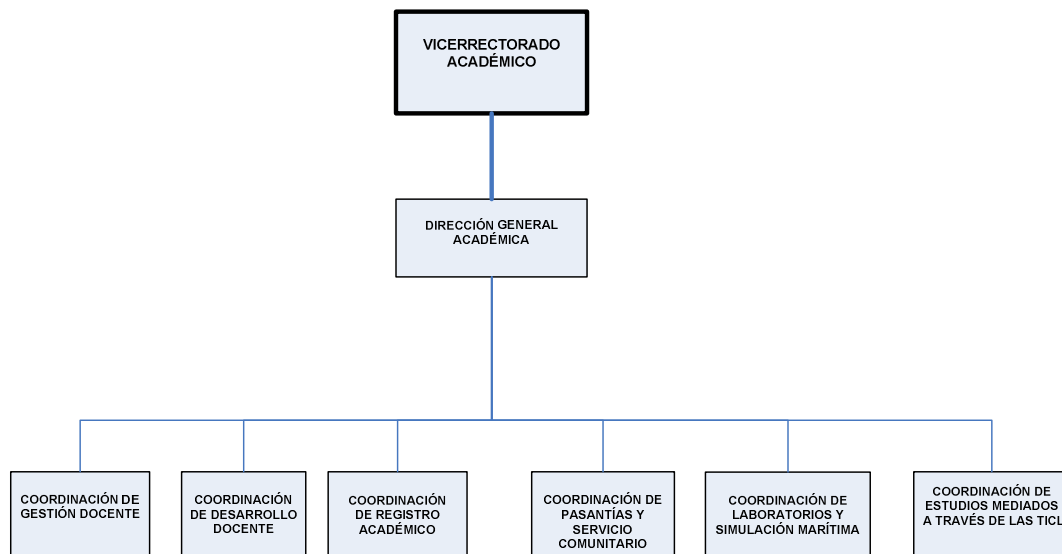 VICERRECTORADO
ACADÉMICO
DIRECCIÓN GENERAL
ACADÉMICA
COORDINACIÓN DE
GESTIÓN DOCENTE
COORDINACIÓN
DE DESARROLLO
DOCENTE
COORDINACIÓN
DE REGISTRO
ACADÉMICO
COORDINACIÓN DE
PASANTÍAS Y
SERVICIO
COMUNITARIO
COORDINACIÓN DE
LABORATORIOS Y
SIMULACIÓN MARÍTIMA
COORDINACIÓN DE
ESTUDIOS MEDIADOS
A TRAVÉS DE LAS TICL